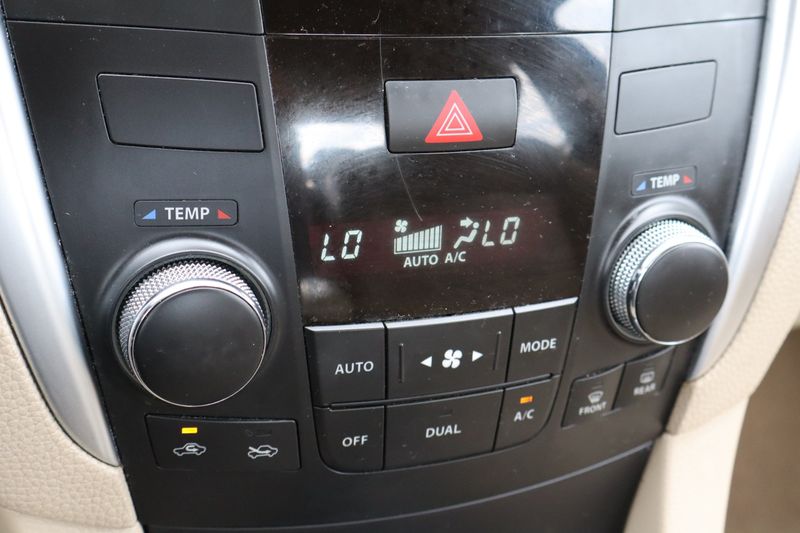 TEMP
TEMP
LO
LO
AUTO A/C
AUTO
MODE
OFF
DUAL
A/C
FRONT
REAR